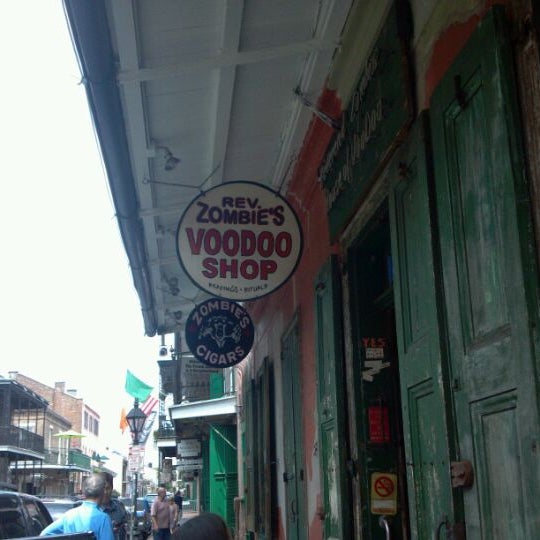 REV.
ZOMBIE'S
VOODOO
SHOP
READINGS • RITUALS
ZOMBIE'S
CIGARS
YES